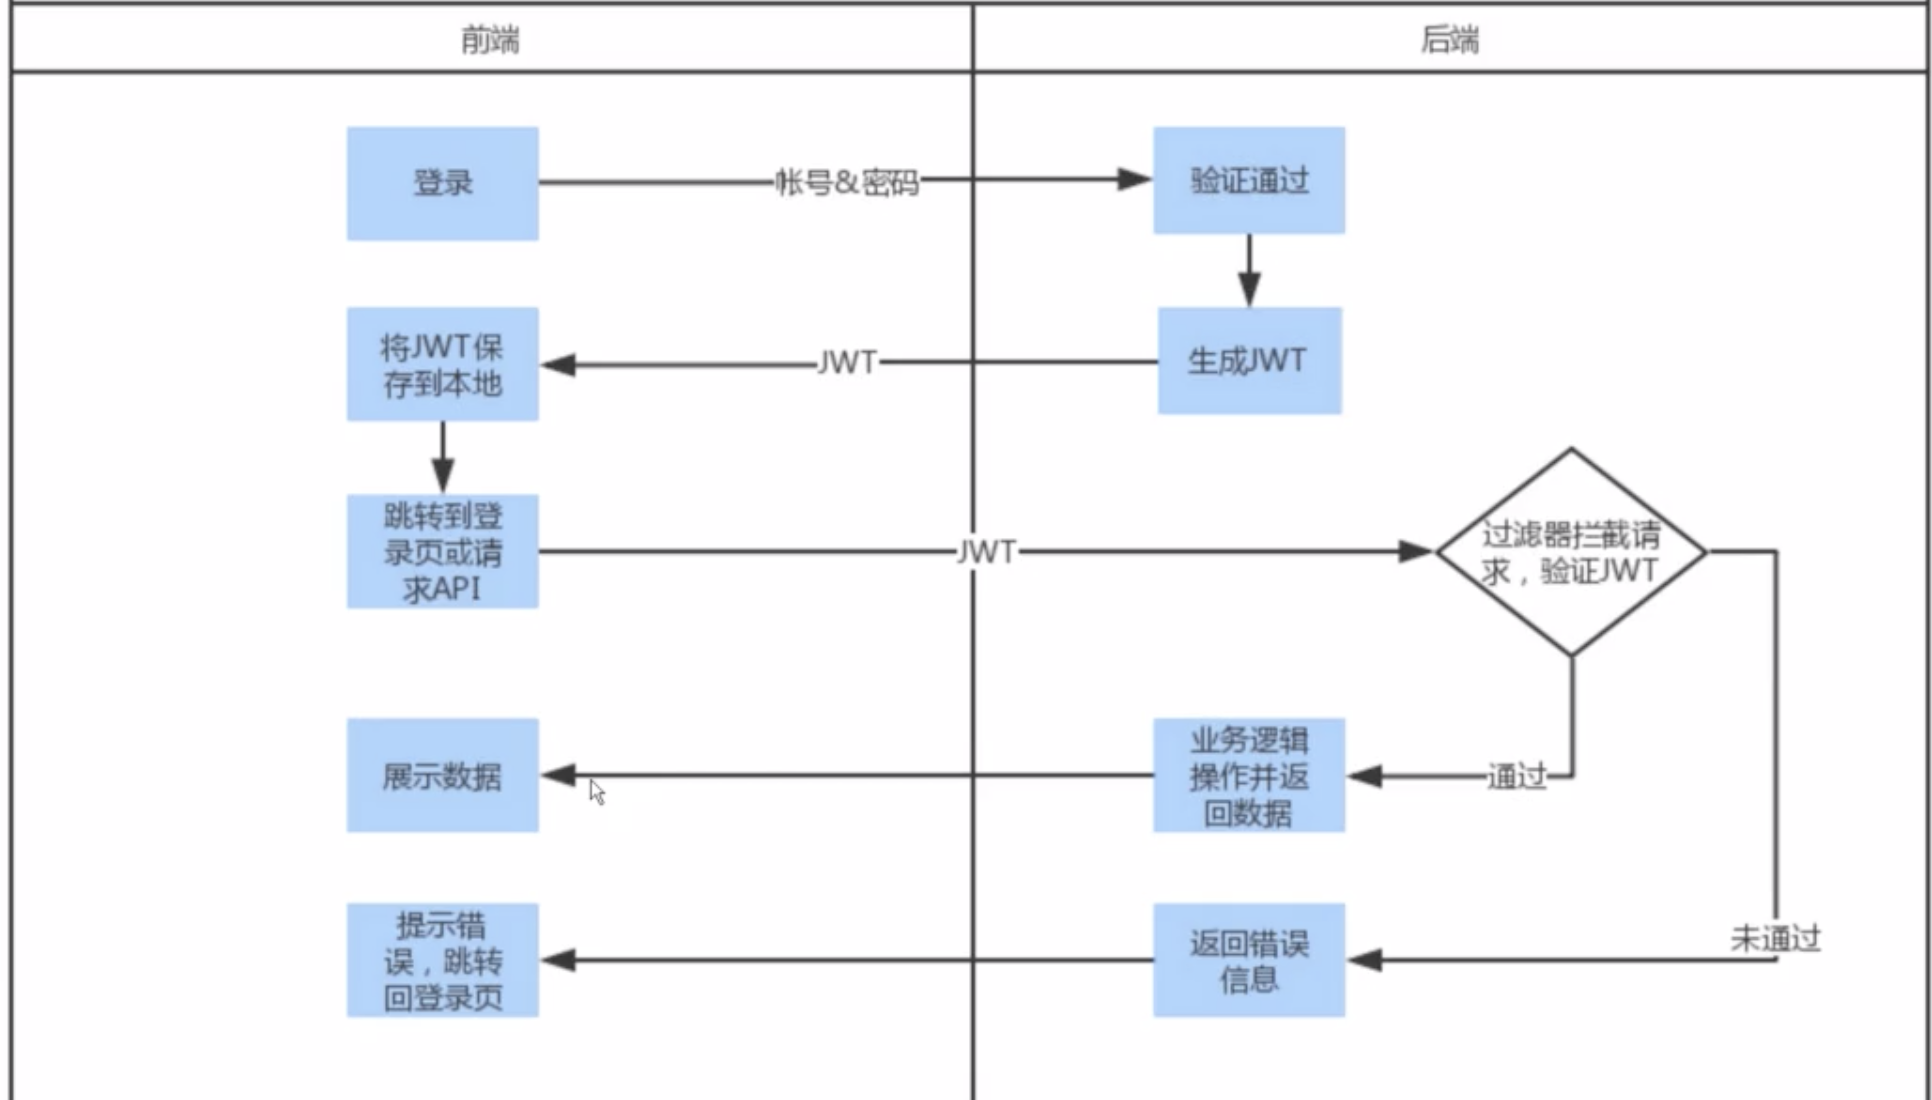 前端
后端
登录
帐号&密码
验证通过
将JWT保
存到本地
JWT
生成JWT
跳转到登
录页或请
求API
JWT
过滤器拦截请
求，验证JWT
展示数据
业务逻辑
操作并返
回数据
通过
提示错
误，跳转
回登录页
返回错误
信息
未通过